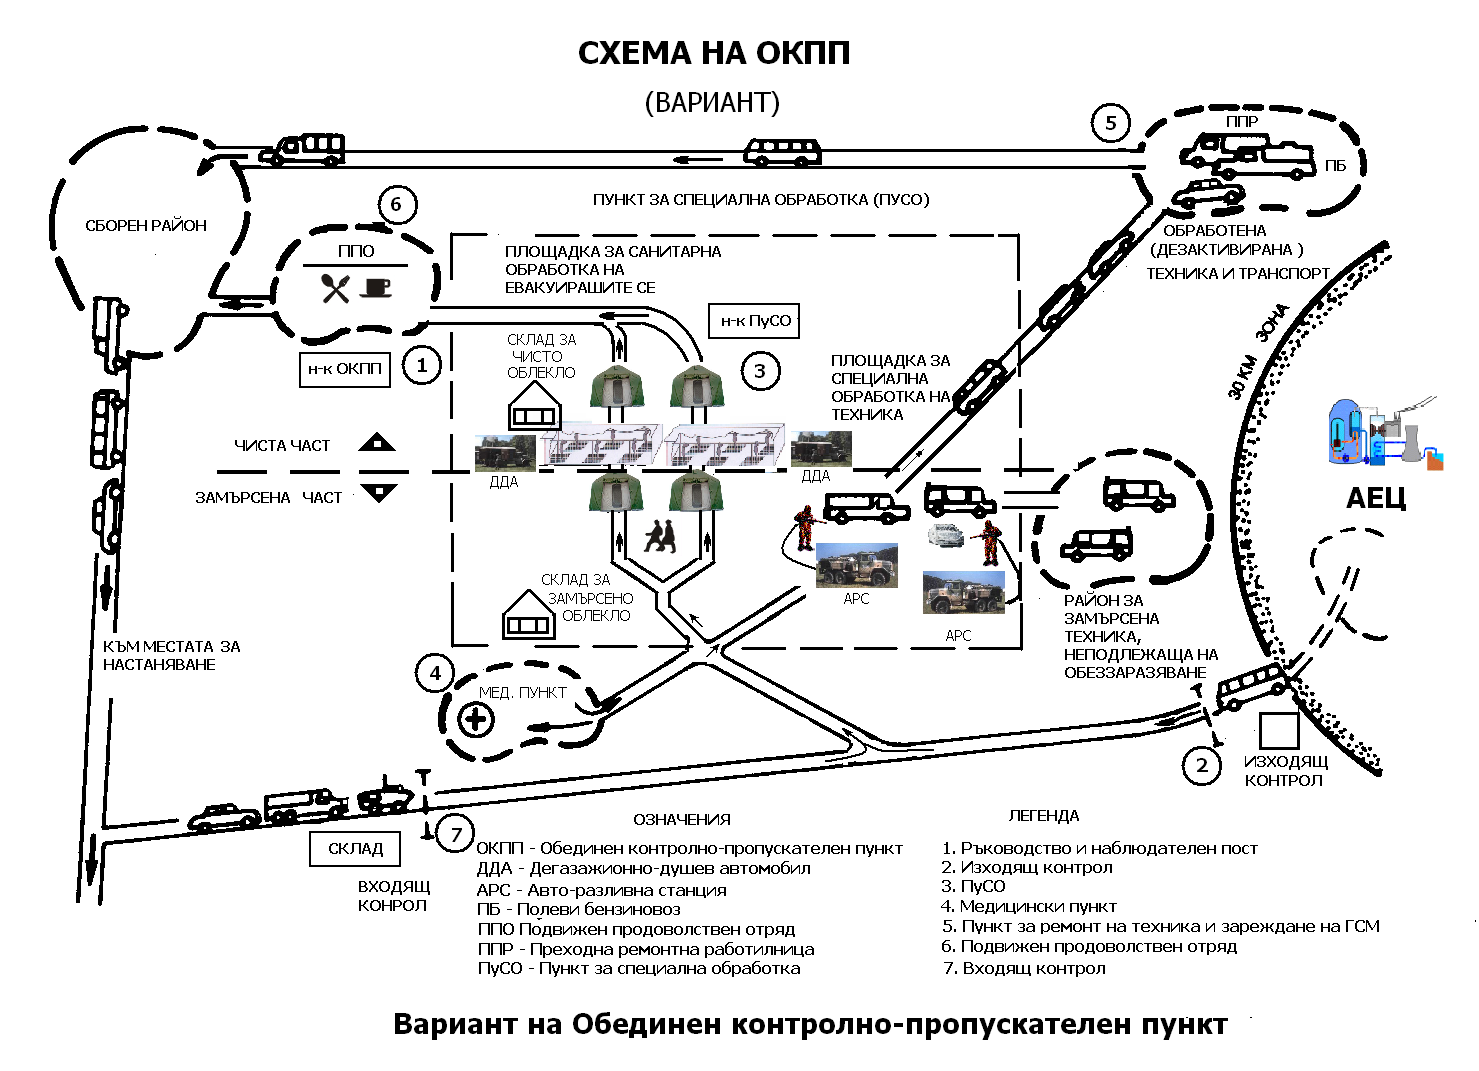 СХЕМА НА ОКПП
(ВАРИАНТ)
5
ППР
ПБ
ПУНКТ ЗА СПЕЦИАЛНА ОБРАБОТКА (ПУСО)
6
СБОРЕН РАЙОН
ППО
ОБРАБОТЕНА
(ДЕЗАКТИВИРАНА )
ТЕХНИКА И ТРАНСПОРТ
ПЛОЩАДКА ЗА САНИТАРНА
ОБРАБОТКА НА
ЕВАКУИРАШИТЕ СЕ
н-к ПуСО
30 КМ ЗОНА
СКЛАД ЗА
ЧИСТО
ОБЛЕКЛО
н-к ОКПП
1
3
ПЛОЩАДКА ЗА
СПЕЦИАЛНА
ОБРАБОТКА НА
ТЕХНИКА
ЧИСТА ЧАСТ
ЗАМЪРСЕНА ЧАСТ
ДДА
ДДА
АЕЦ
АРС
АРС
СКЛАД ЗА
ЗАМЪРСЕНО
ОБЛЕКЛО
РАЙОН ЗА
ЗАМЪРСЕНА
ТЕХНИКА,
НЕПОДЛЕЖАЩА НА
ОБЕЗЗАРАЗЯВАНЕ
КЪМ МЕСТАТА ЗА
НАСТАНЯВАНЕ
4
МЕД. ПУНКТ
2
ИЗХОДЯЩ
КОНТРОЛ
7
СКЛАД
ВХОДЯЩ
КОНРОЛ
ОЗНАЧЕНИЯ
ОКПП - Обединен контролно-пропускателен пункт
ДДА - Дегазажионно-душев автомобил
АРС - Авто-разливна станция
ПБ - Полеви бензиновоз
ППО Подвижен продоволствен отряд
ППР - Преходна ремонтна работилница
ПуСО - Пункт за специална обработка
ЛЕГЕНДА
1. Ръководство и наблюдателен пост
2. Изходящ контрол
3. ПуСО
4. Медицински пункт
5. Пункт за ремонт на техника и зареждане на ГСМ
6. Подвижен продоволствен отряд
7. Входящ контрол
Вариант на Обединен контролно-пропускателен пункт